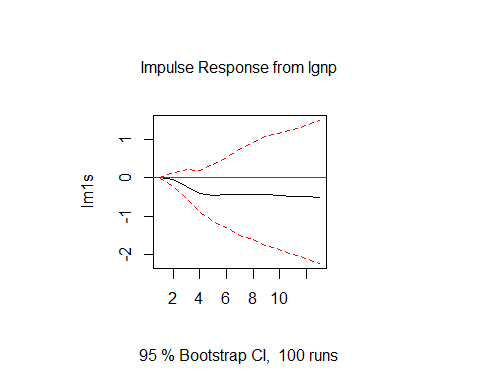 Impulse Response from lgnp
lm1s
1
0
-1
-2
2 4 6 8 10
95 % Bootstrap CI, 100 runs